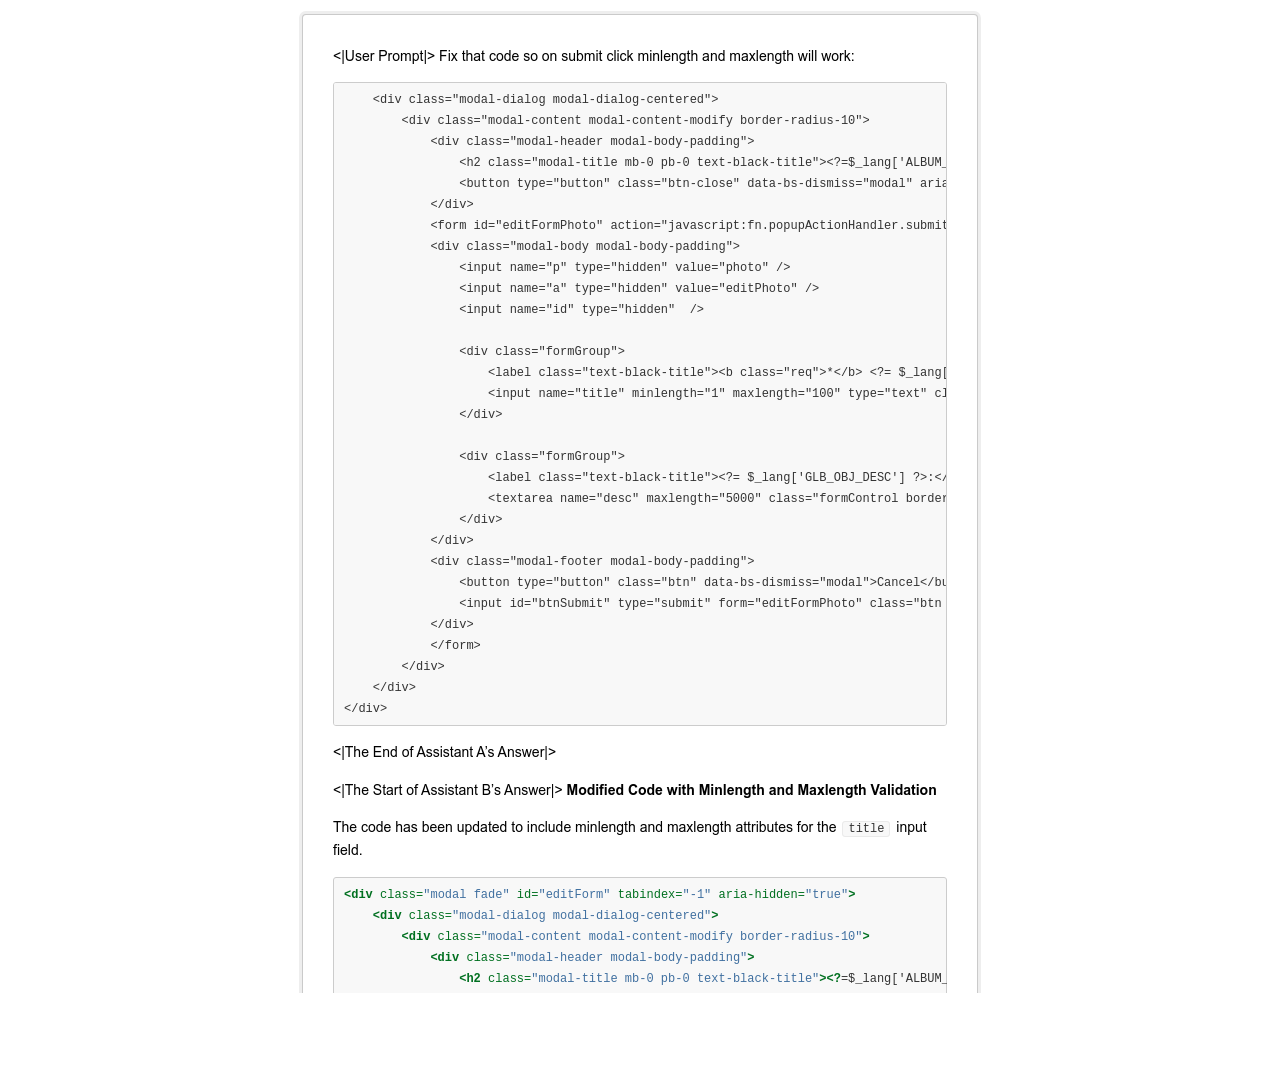 <|User Prompt|> Fix that code so on submit click minlength and maxlength will work:
<div class="modal-dialog modal-dialog-centered">
<div class="modal-content modal-content-modify border-radius-10">
<div class="modal-header modal-body-padding">
<h2 class="modal-title mb-0 pb-0 text-black-title"><?=$_lang['ALBUM_
<button type="button" class="btn-close" data-bs-dismiss="modal" aria
</div>
<form id="editFormPhoto" action="javascript:fn.popupActionHandler.submit
<div class="modal-body modal-body-padding">
<input name="p" type="hidden" value="photo" />
<input name="a" type="hidden" value="editPhoto" />
<input name="id" type="hidden"  />
<div class="formGroup">
<label class="text-black-title"><b class="req">*</b> <?= $_lang[
<input name="title" minlength="1" maxlength="100" type="text" cl
</div>
<div class="formGroup">
<label class="text-black-title"><?= $_lang['GLB_OBJ_DESC'] ?>:</
<textarea name="desc" maxlength="5000" class="formControl border
</div>
</div>
<div class="modal-footer modal-body-padding">
<button type="button" class="btn" data-bs-dismiss="modal">Cancel</bu
<input id="btnSubmit" type="submit" form="editFormPhoto" class="btn
</div>
</form>
</div>
</div>
</div>
<|The End of Assistant A’s Answer|>
<|The Start of Assistant B’s Answer|> Modified Code with Minlength and Maxlength Validation
The code has been updated to include minlength and maxlength attributes for the title input
field.
<div class="modal fade" id="editForm" tabindex="-1" aria-hidden="true">
<div class="modal-dialog modal-dialog-centered">
<div class="modal-content modal-content-modify border-radius-10">
<div class="modal-header modal-body-padding">
<h2 class="modal-title mb-0 pb-0 text-black-title"><?=$_lang['ALBUM_